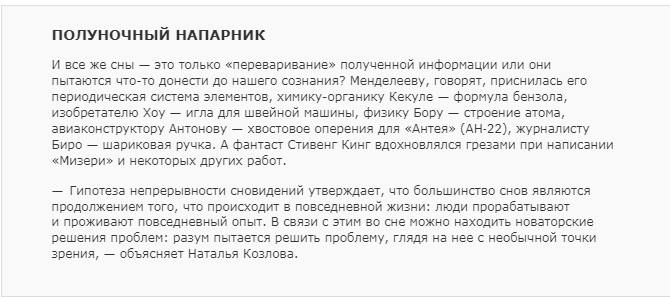 ПОЛУНОЧНЫЙ НАПАРНИК
И все же сны — это только «переваривание» полученной информации или они
пытаются что-то донести до нашего сознания? Менделееву, говорят, приснилась его
периодическая система элементов, химику-органику Кекуле — формула бензола,
изобретателю Хоу — игла для швейной машины, физику Бору — строение атома,
авиаконструктору Антонову — хвостовое оперения для «Антея» (АН-22), журналисту
Биро — шариковая ручка. А фантаст Стивенг Кинг вдохновлялся грезами при написании
«Мизери» и некоторых других работ.
— Гипотеза непрерывности сновидений утверждает, что большинство снов являются
продолжением того, что происходит в повседневной жизни: люди прорабатывают
и проживают повседневный опыт. В связи с этим во сне можно находить новаторские
решения проблем: разум пытается решить проблему, глядя на нее с необычной точки
зрения, — объясняет Наталья Козлова.